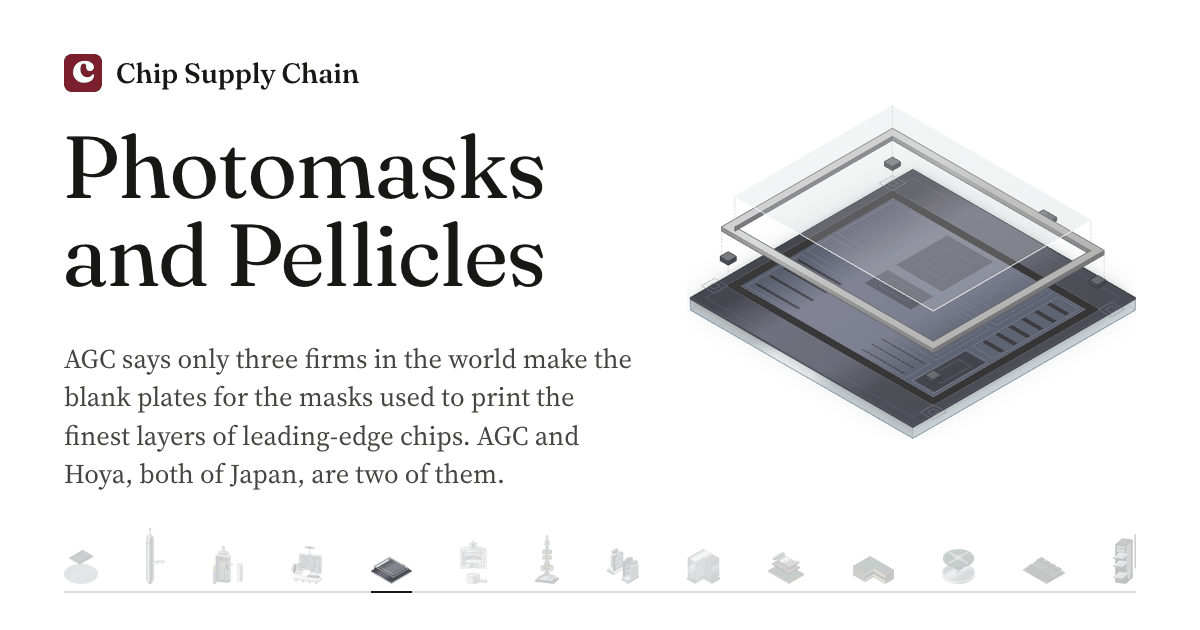 Chip Supply Chain
Photomasks
and Pellicles
AGC says only three firms in the world make the
blank plates for the masks used to print the
finest layers of leading-edge chips. AGC and
Hoya, both of Japan, are two of them.